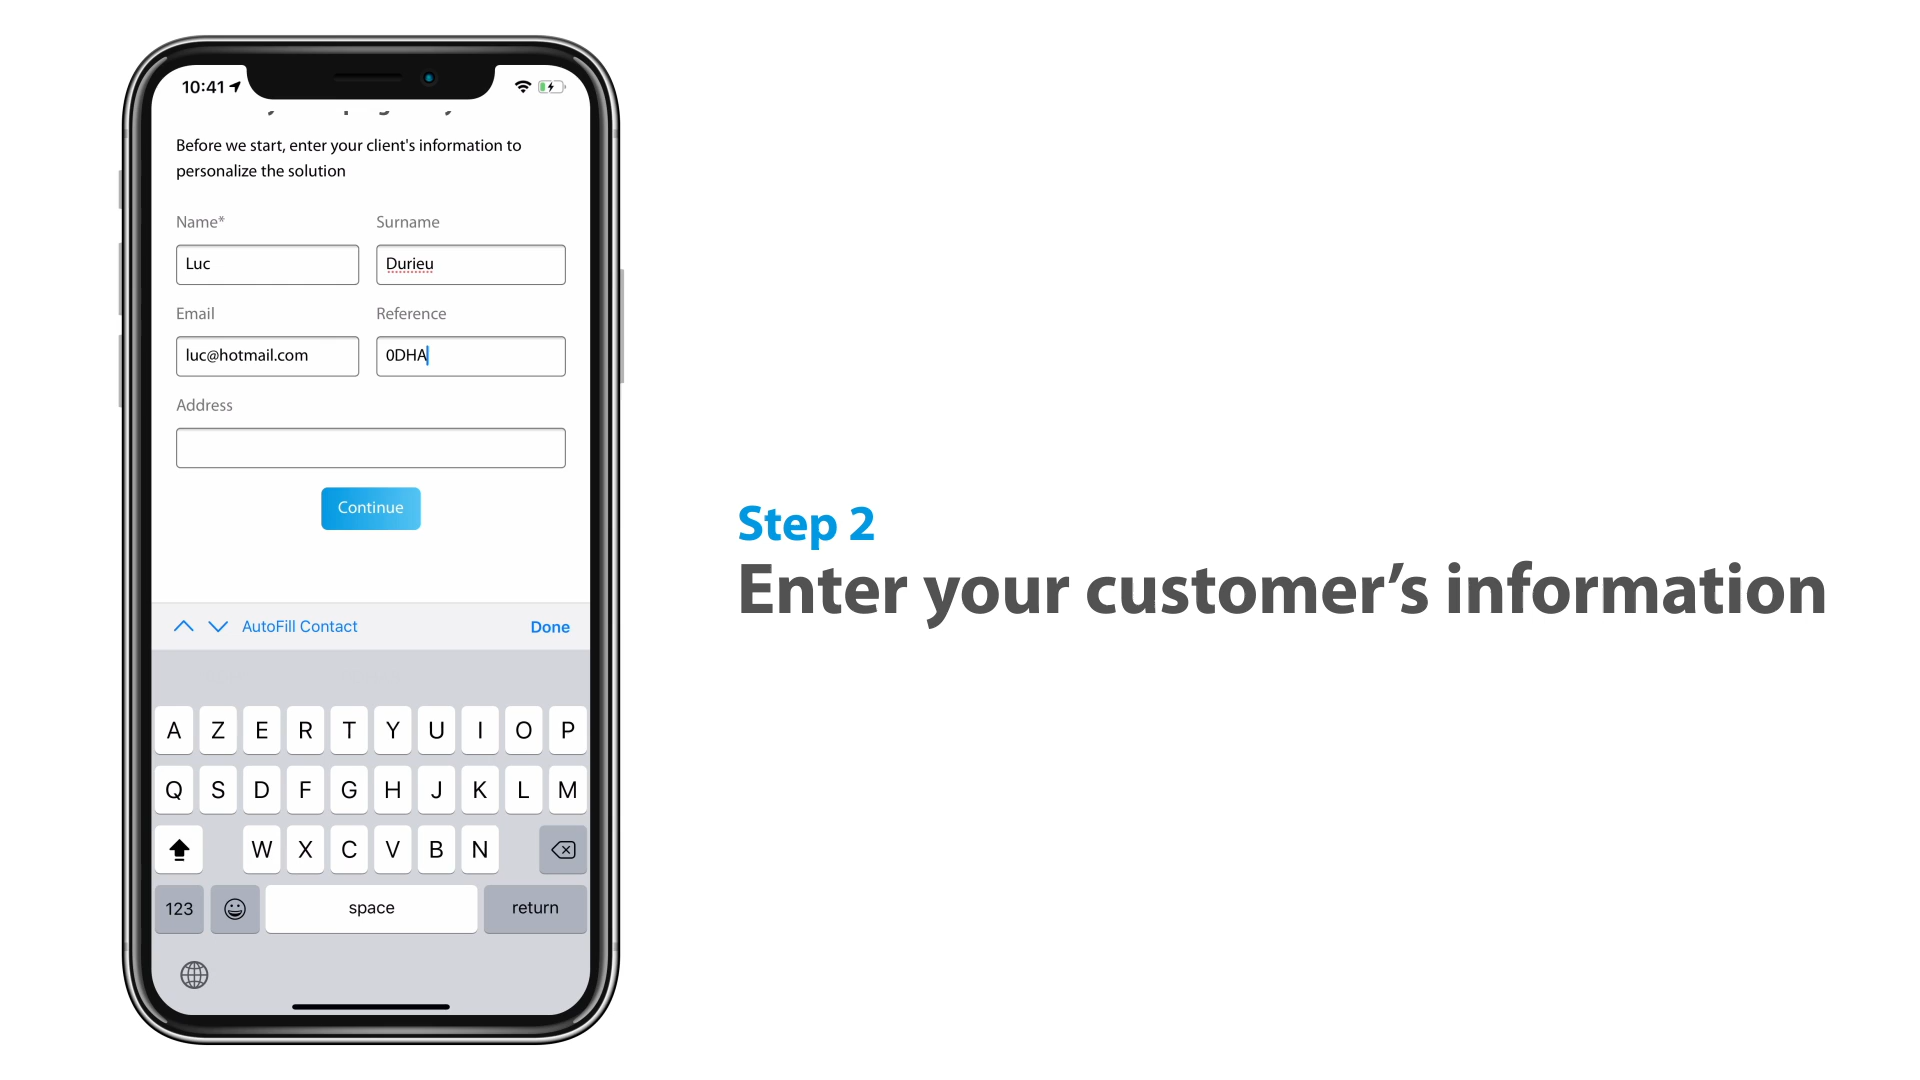 10:41
Before we start, enter your client's information to
personalize the solution
Name* Surname
Luc Durieu
Email Reference
luc@hotmail.com 0DHA
Address
Continue
AutoFill Contact Done
A Z E R T Y U I O P
Q S D F G H J K L M
W X C V B N
123 space return
Step 2
Enter your customer’s information